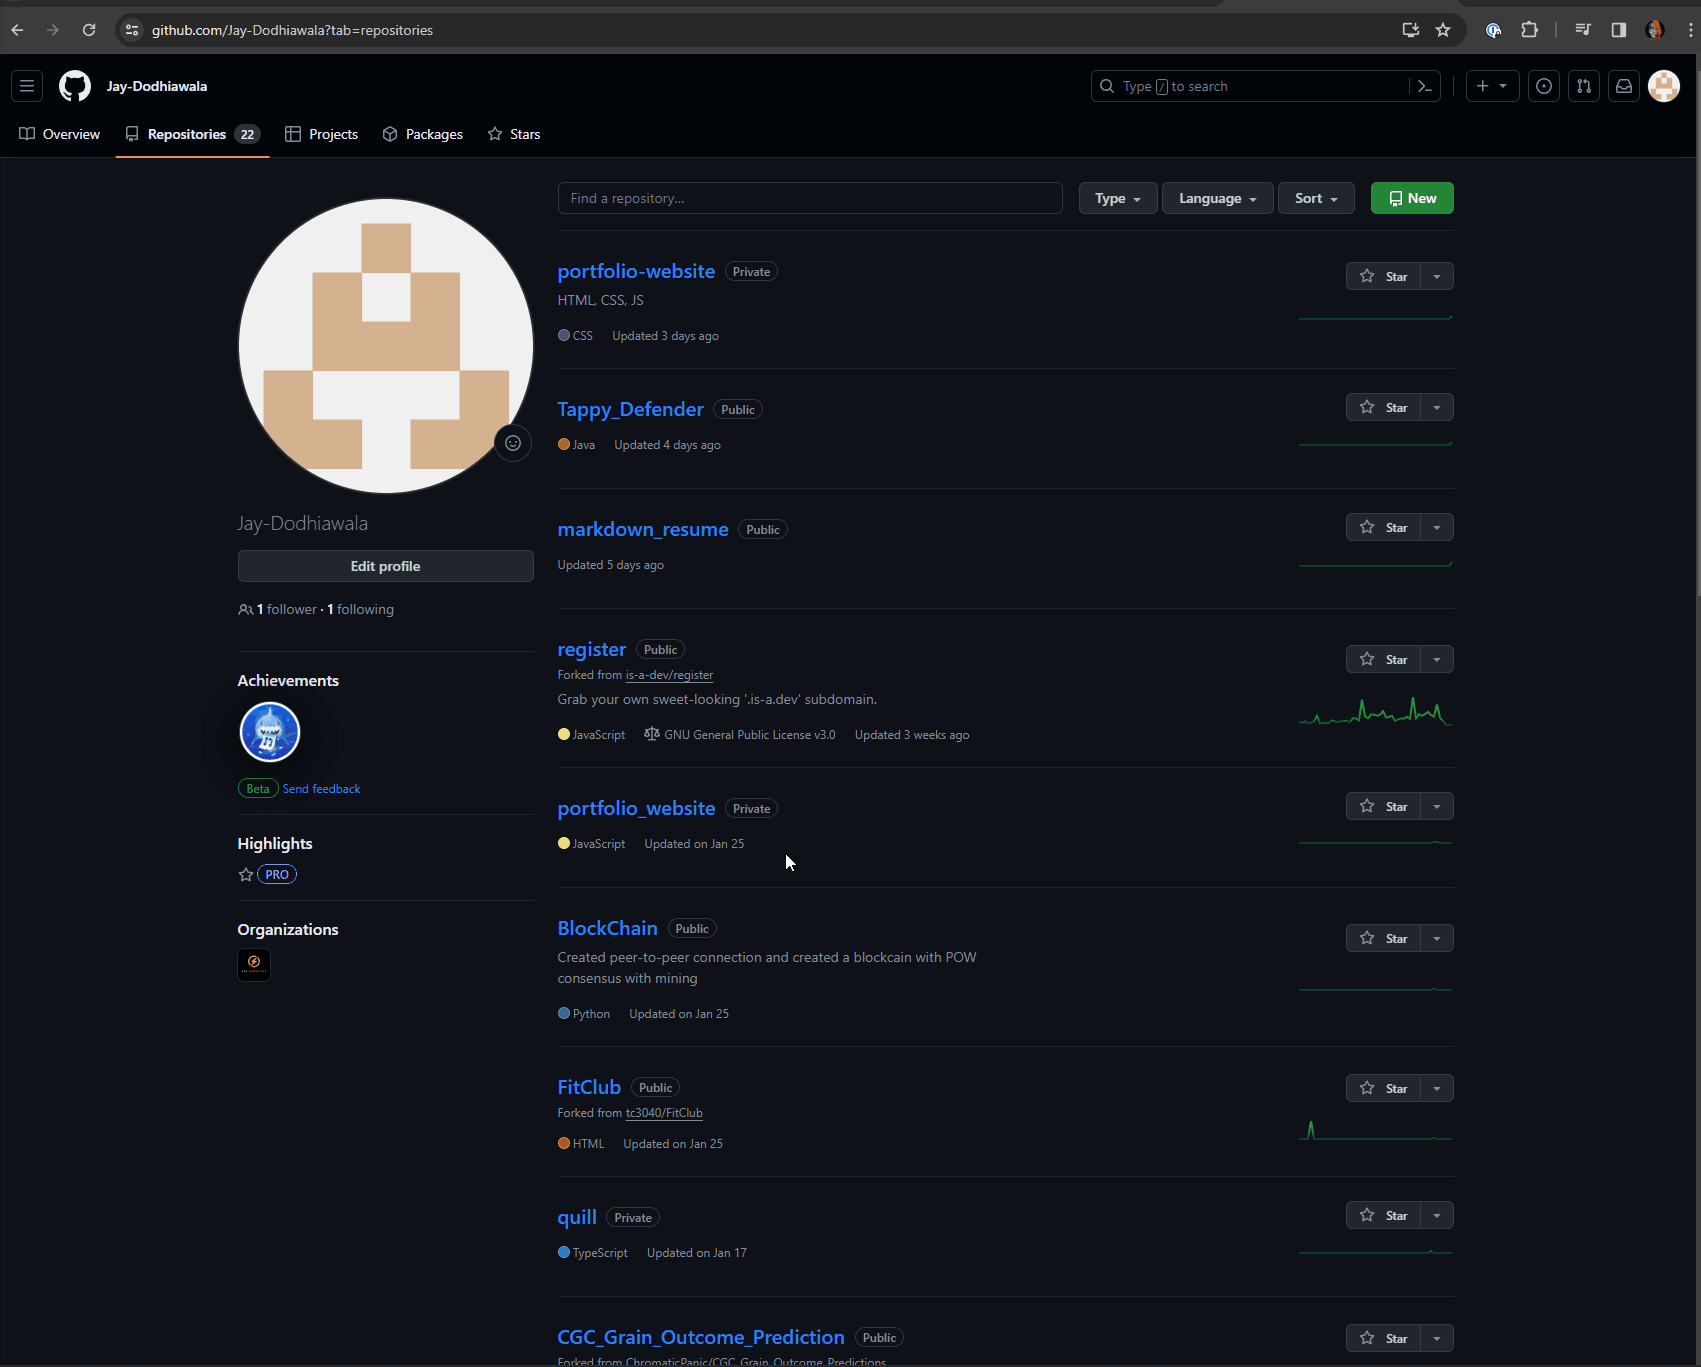 github.com/Jay-Dodhiawala?tab=repositories
Jay-Dodhiawala
Type / to search
Overview
Repositories 22
Projects
Packages
Stars
Find a repository...
Type
Language
Sort
New
Jay-Dodhiawala
Edit profile
1 follower · 1 following
Achievements
Beta Send feedback
Highlights
PRO
Organizations
portfolio-website Private
Star
HTML, CSS, JS
CSS Updated 3 days ago
Tappy_Defender Public
Star
Java Updated 4 days ago
markdown_resume Public
Star
Updated 5 days ago
register Public
Star
Forked from is-a-dev/register
Grab your own sweet-looking '.is-a.dev' subdomain.
JavaScript GNU General Public License v3.0 Updated 3 weeks ago
portfolio_website Private
Star
JavaScript Updated on Jan 25
BlockChain Public
Star
Created peer-to-peer connection and created a blockcain with POW
consensus with mining
Python Updated on Jan 25
FitClub Public
Star
Forked from tc3040/FitClub
HTML Updated on Jan 25
quill Private
Star
TypeScript Updated on Jan 17
CGC_Grain_Outcome_Prediction Public
Star
Forked from ChromaticPanic/CGC_Grain_Outcome_Predictions